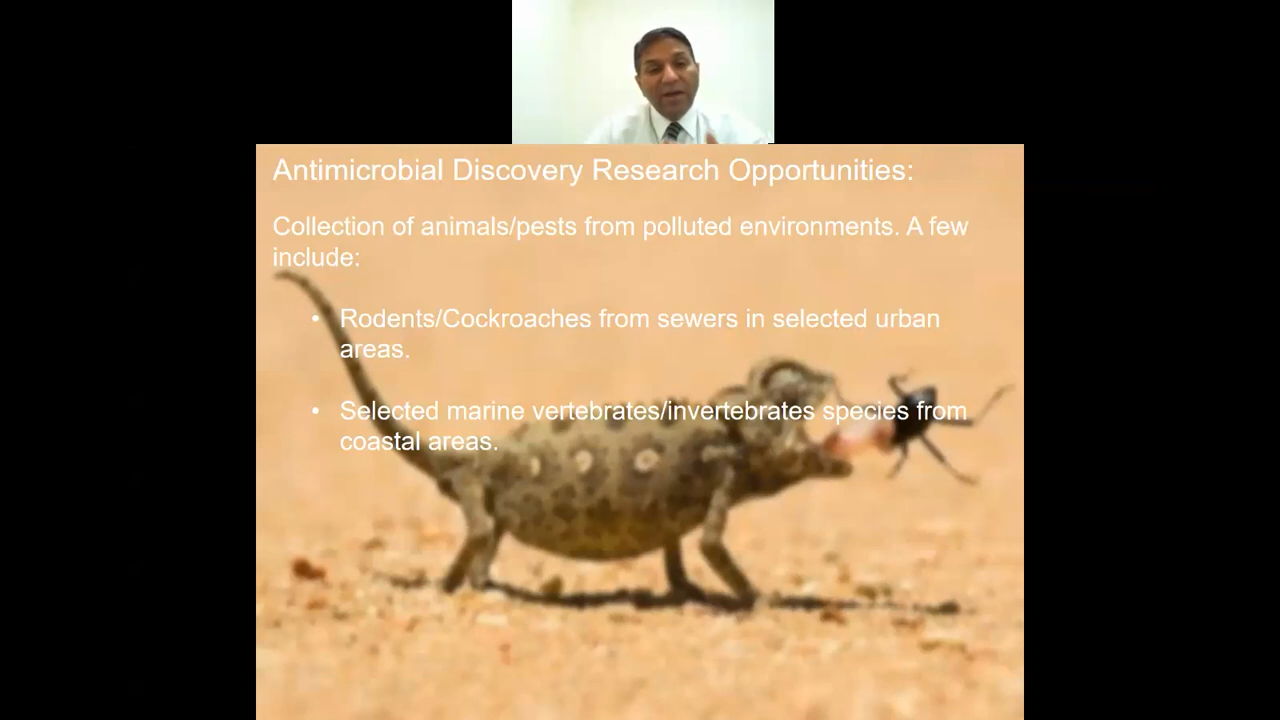 Antimicrobial Discovery Research Opportunities:
Collection of animals/pests from polluted environments. A few
include:
• Rodents/Cockroaches from sewers in selected urban
areas.
• Selected marine vertebrates/invertebrates species from
coastal areas.